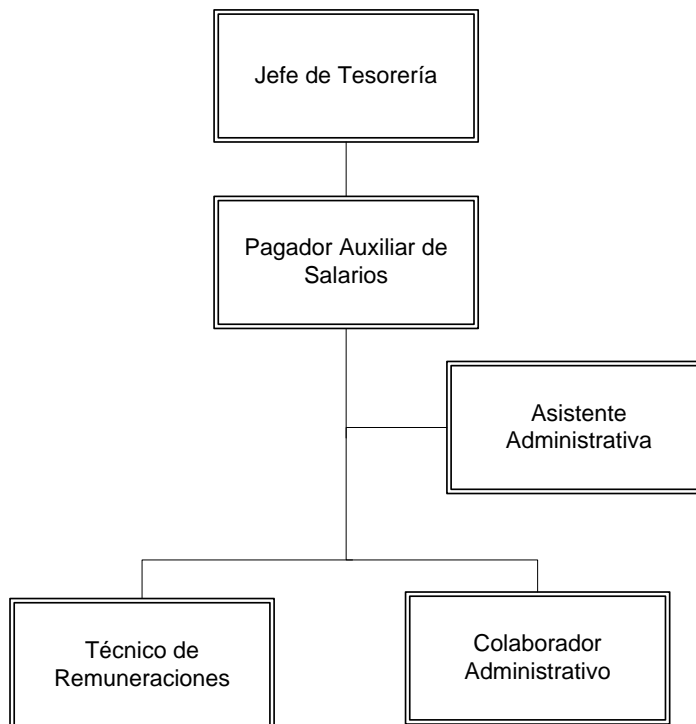 Jefe de Tesorería
Pagador Auxiliar de
Salarios
Asistente
Administrativa
Técnico de
Remuneraciones
Colaborador
Administrativo